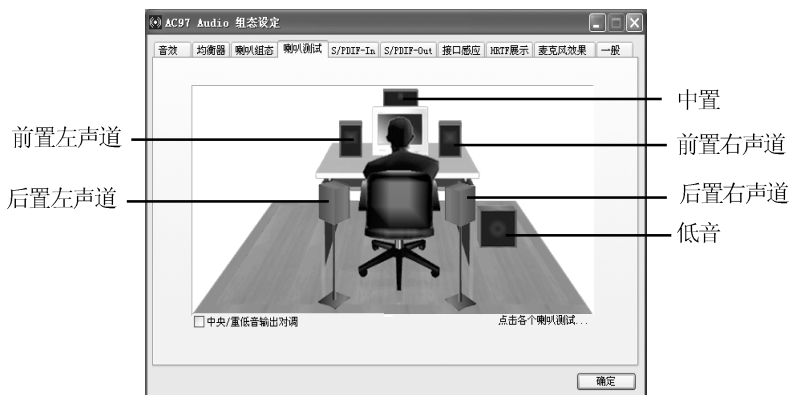 AC97 Audio 组态设定
音效 均衡器 喇叭组态 喇叭测试 S/PDIF-In S/PDIF-Out 接口感应 HRTF展示 麦克风效果 一般
中置
前置左声道
前置右声道
后置左声道
后置右声道
低音
中央/重低音输出对调
点击各个喇叭测试...
确定